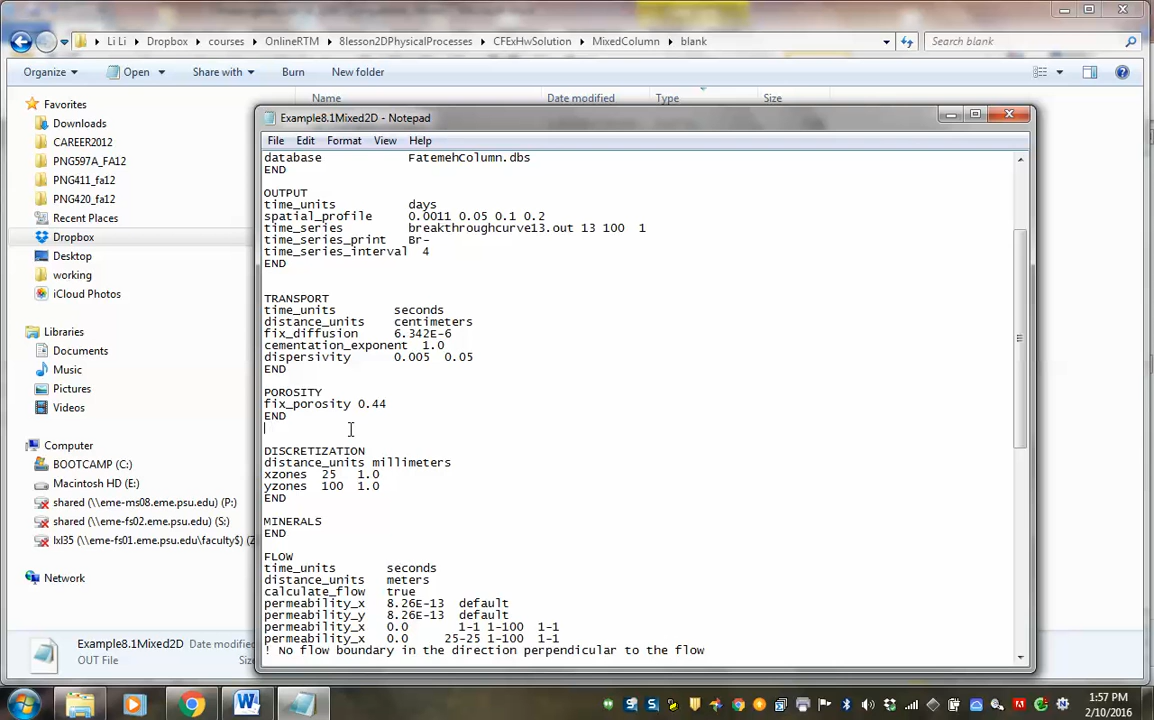 Li Li
Dropbox
courses
OnlineRTM
8lesson2DPhysicalProcesses
CFExHwSolution
MixedColumn
blank
Search blank
Organize
Open
Share with
Burn
New folder
Name
Date modified
Type
Size
Favorites
Downloads
CAREER2012
PNG597A_FA12
PNG411_fa12
PNG420_fa12
Recent Places
Dropbox
Desktop
working
iCloud Photos
Libraries
Documents
Music
Pictures
Videos
Computer
BOOTCAMP (C:)
Macintosh HD (E:)
shared (\\eme-ms08.eme.psu.edu) (P:)
shared (\\eme-fs02.eme.psu.edu) (S:)
lxl35 (\\eme-fs01.eme.psu.edu\faculty$) (Z
Network
Example8.1Mixed2D - Notepad
File Edit Format View Help
database FatemehColumn.dbs
END
OUTPUT
time_units days
spatial_profile 0.0011 0.05 0.1 0.2
time_series breakthroughcurve13.out 13 100 1
time_series_print Br-
time_series_interval 4
END
TRANSPORT
time_units seconds
distance_units centimeters
fix_diffusion 6.342E-6
cementation_exponent 1.0
dispersivity 0.005 0.05
END
POROSITY
fix_porosity 0.44
END
DISCRETIZATION
distance_units millimeters
xzones 25 1.0
yzones 100 1.0
END
MINERALS
END
FLOW
time_units seconds
distance_units meters
calculate_flow true
permeability_x 8.26E-13 default
permeability_y 8.26E-13 default
permeability_x 0.0 1-1 1-100 1-1
permeability_x 0.0 25-25 1-100 1-1
! No flow boundary in the direction perpendicular to the flow
Example8.1Mixed2D Date modified
OUT File
1:57 PM
2/10/2016